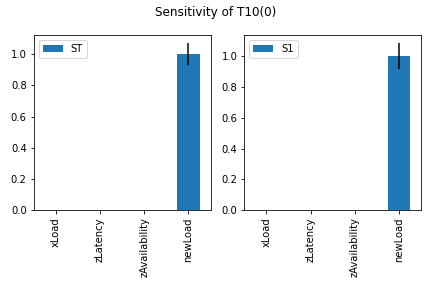 Sensitivity of T10(0)
ST
1.0
0.8
0.6
0.4
0.2
0.0
xLoad
zLatency
zAvailability
newLoad
S1
1.0
0.8
0.6
0.4
0.2
0.0
xLoad
zLatency
zAvailability
newLoad